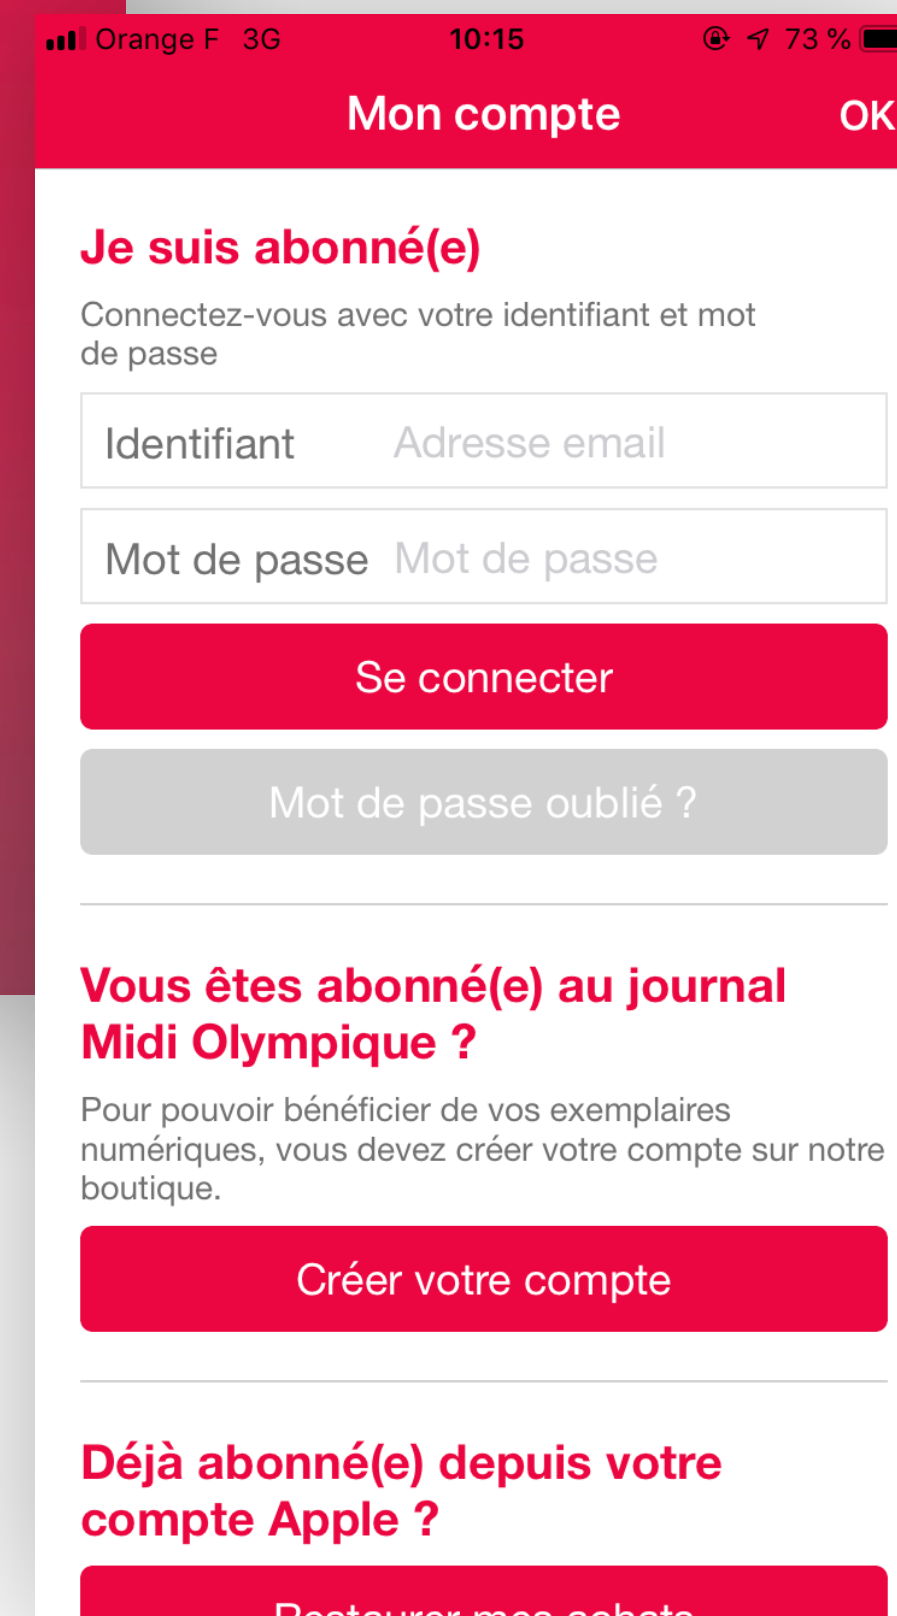 Orange F 3G 10:15 73 %
Mon compte OK
Je suis abonné(e)
Connectez-vous avec votre identifiant et mot
de passe
Identifiant Adresse email
Mot de passe Mot de passe
Se connecter
Mot de passe oublié ?
Vous êtes abonné(e) au journal
Midi Olympique ?
Pour pouvoir bénéficier de vos exemplaires
numériques, vous devez créer votre compte sur notre
boutique.
Créer votre compte
Déjà abonné(e) depuis votre
compte Apple ?
Restaurer mes achats